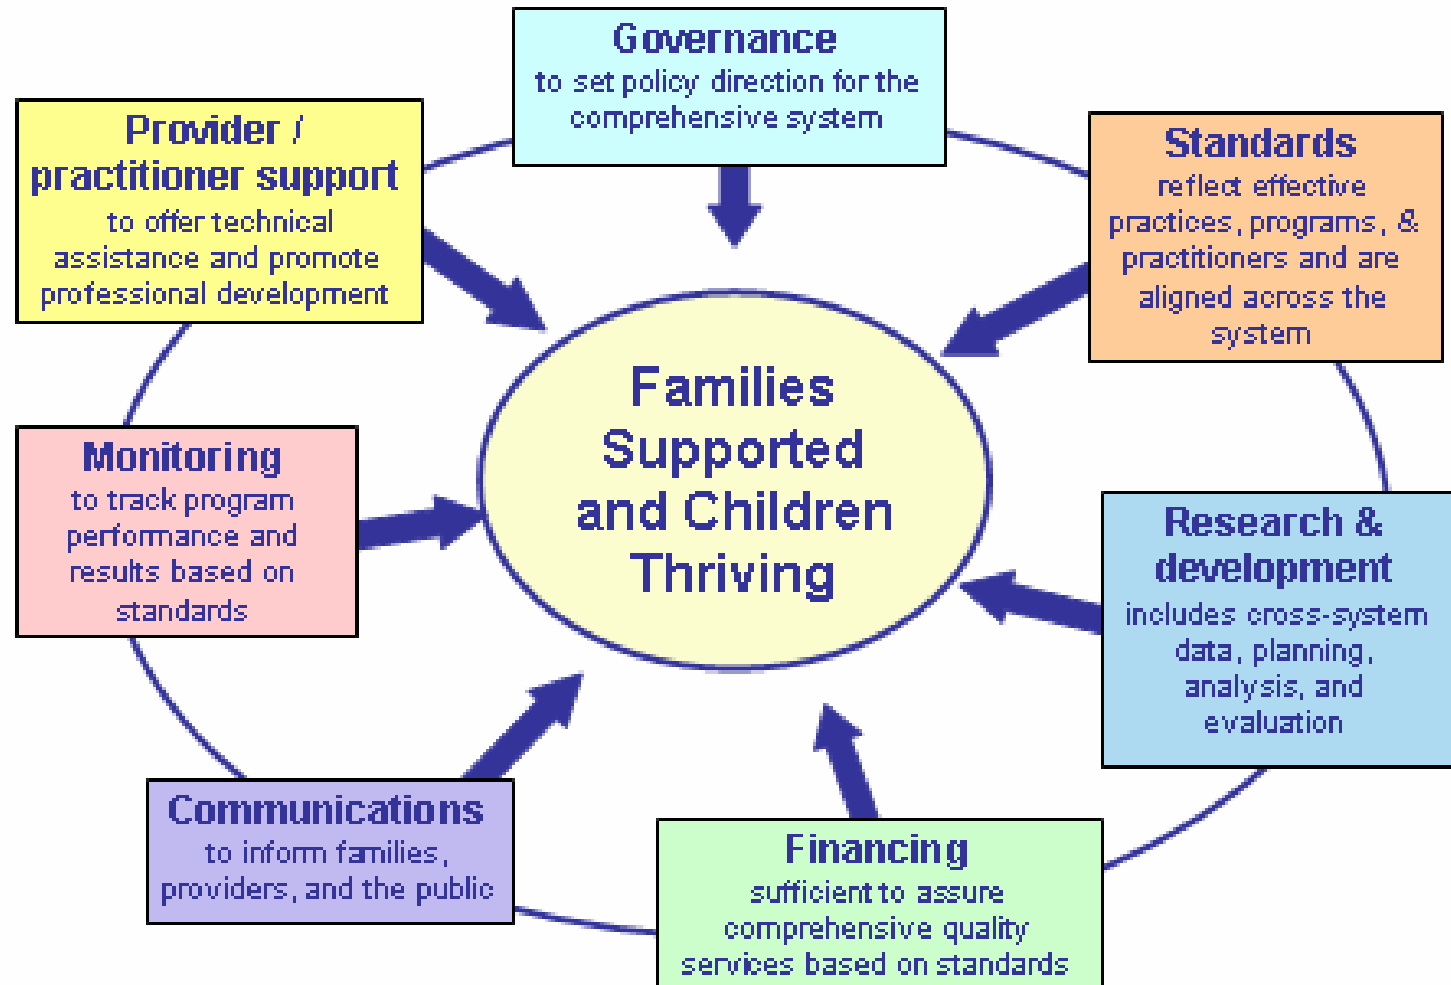 Governance
to set policy direction for the
comprehensive system
Provider /
practitioner support
to offer technical
assistance and promote
professional development
Standards
reflect effective
practices, programs, &
practitioners and are
aligned across the
system
Families
Supported
and Children
Thriving
Monitoring
to track program
performance and
results based on
standards
Research &
development
includes cross-system
data, planning,
analysis, and
evaluation
Communications
to inform families,
providers, and the public
Financing
sufficient to assure
comprehensive quality
services based on standards